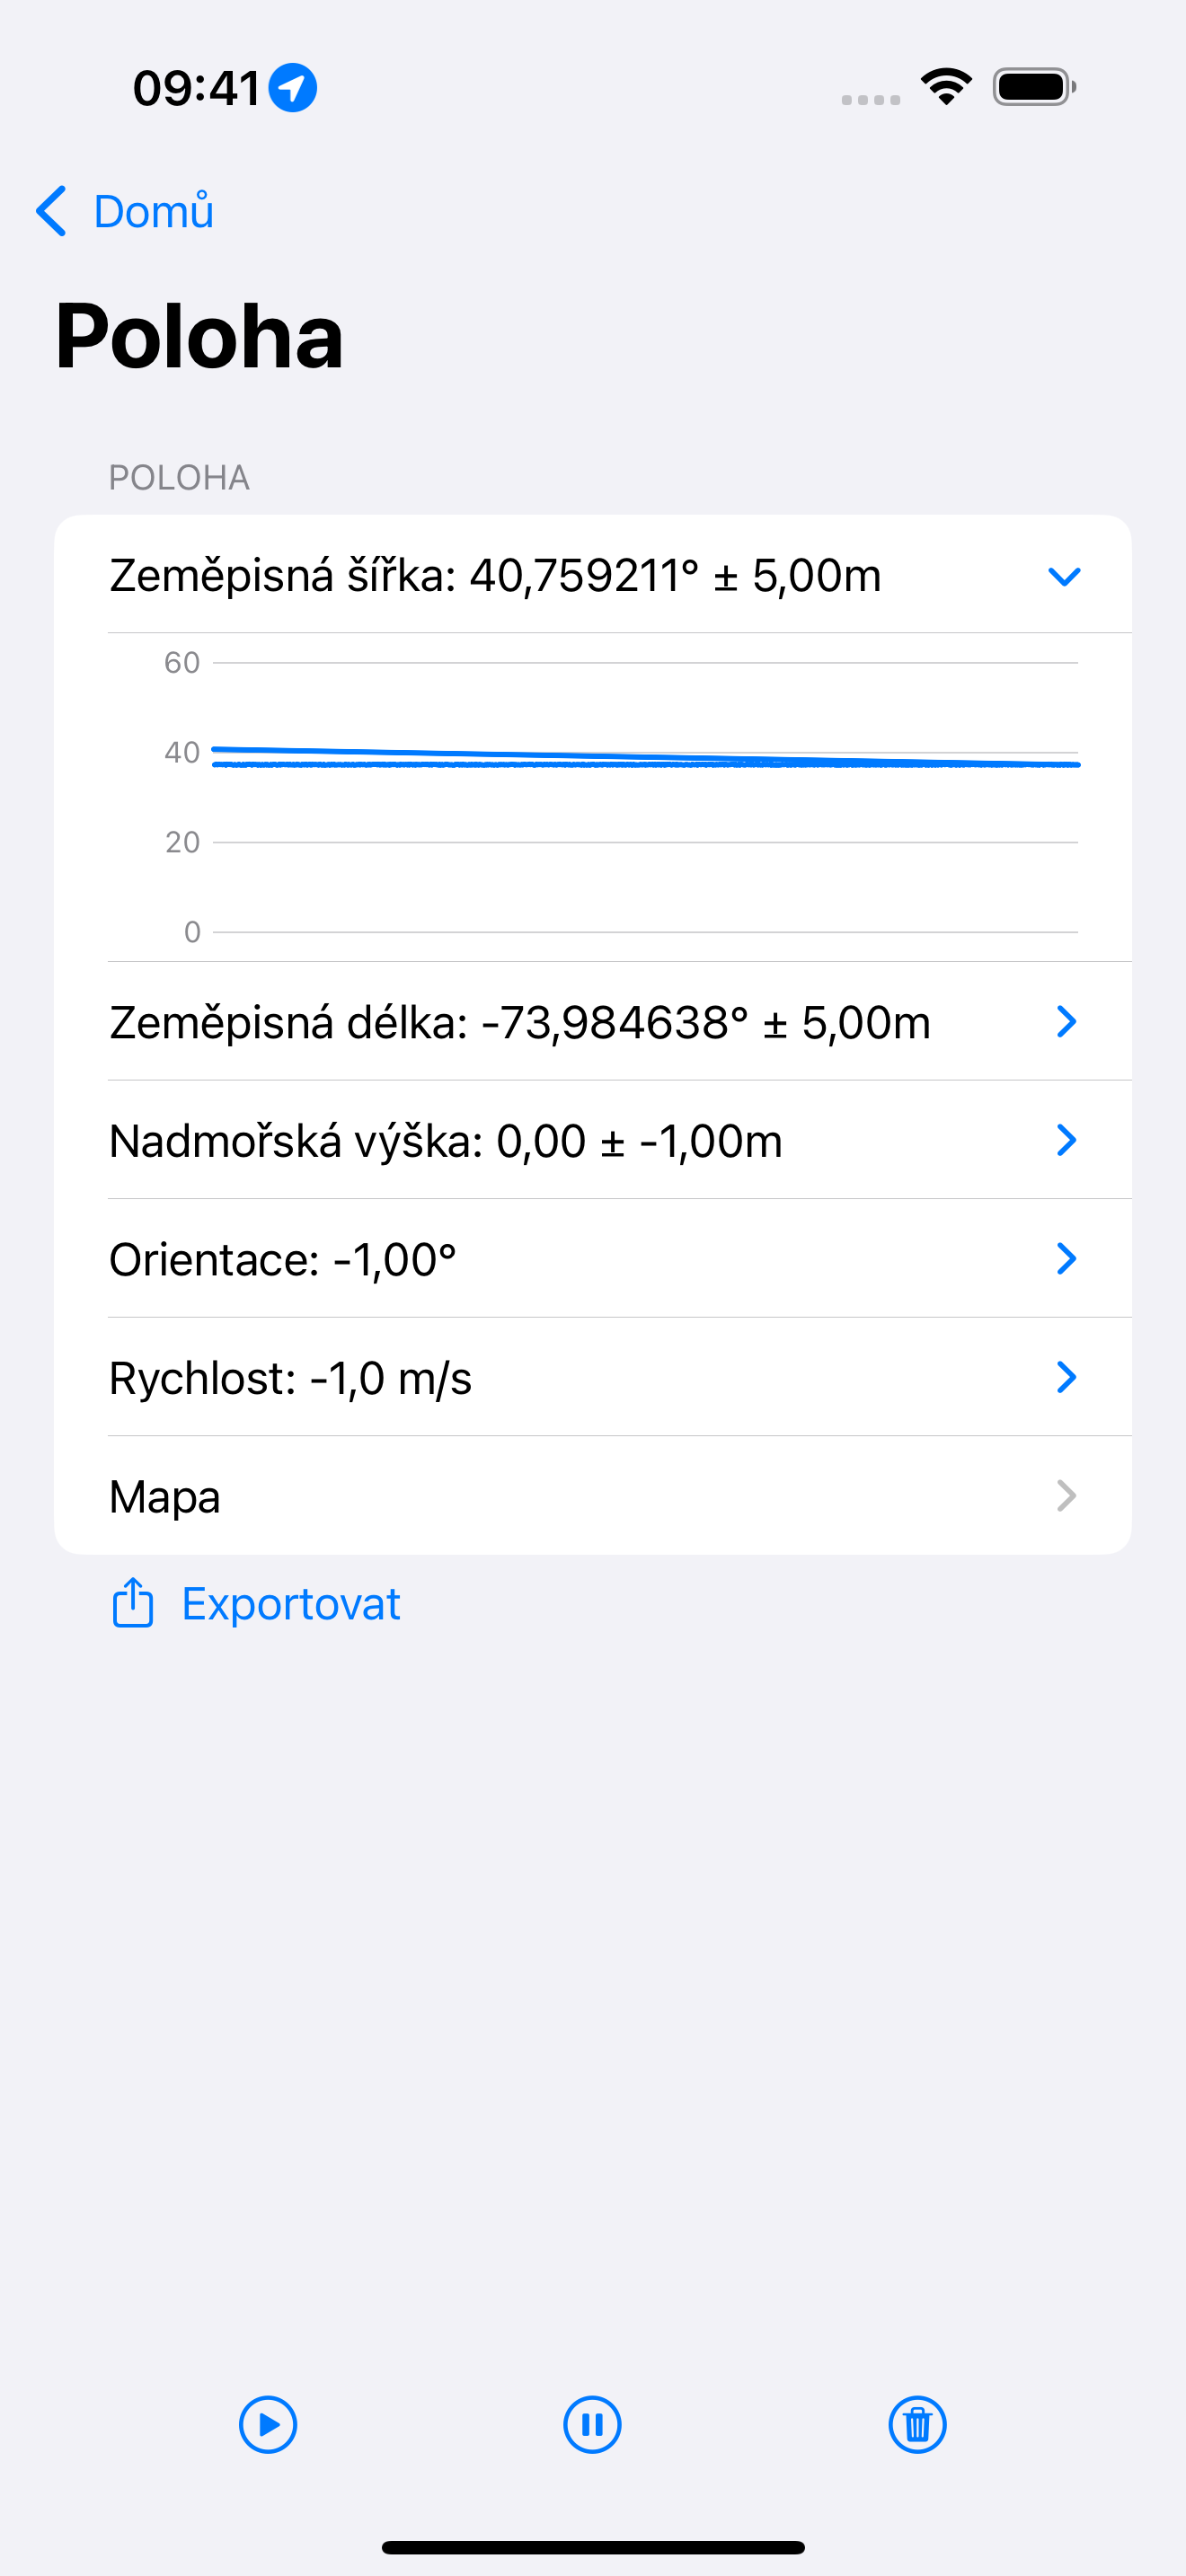 09:41
Domů
Poloha
POLOHA
Zeměpisná šířka: 40,759211° ± 5,00m
60
40
20
0
Zeměpisná délka: -73,984638° ± 5,00m
Nadmořská výška: 0,00 ± -1,00m
Orientace: -1,00°
Rychlost: -1,0 m/s
Mapa
Exportovat